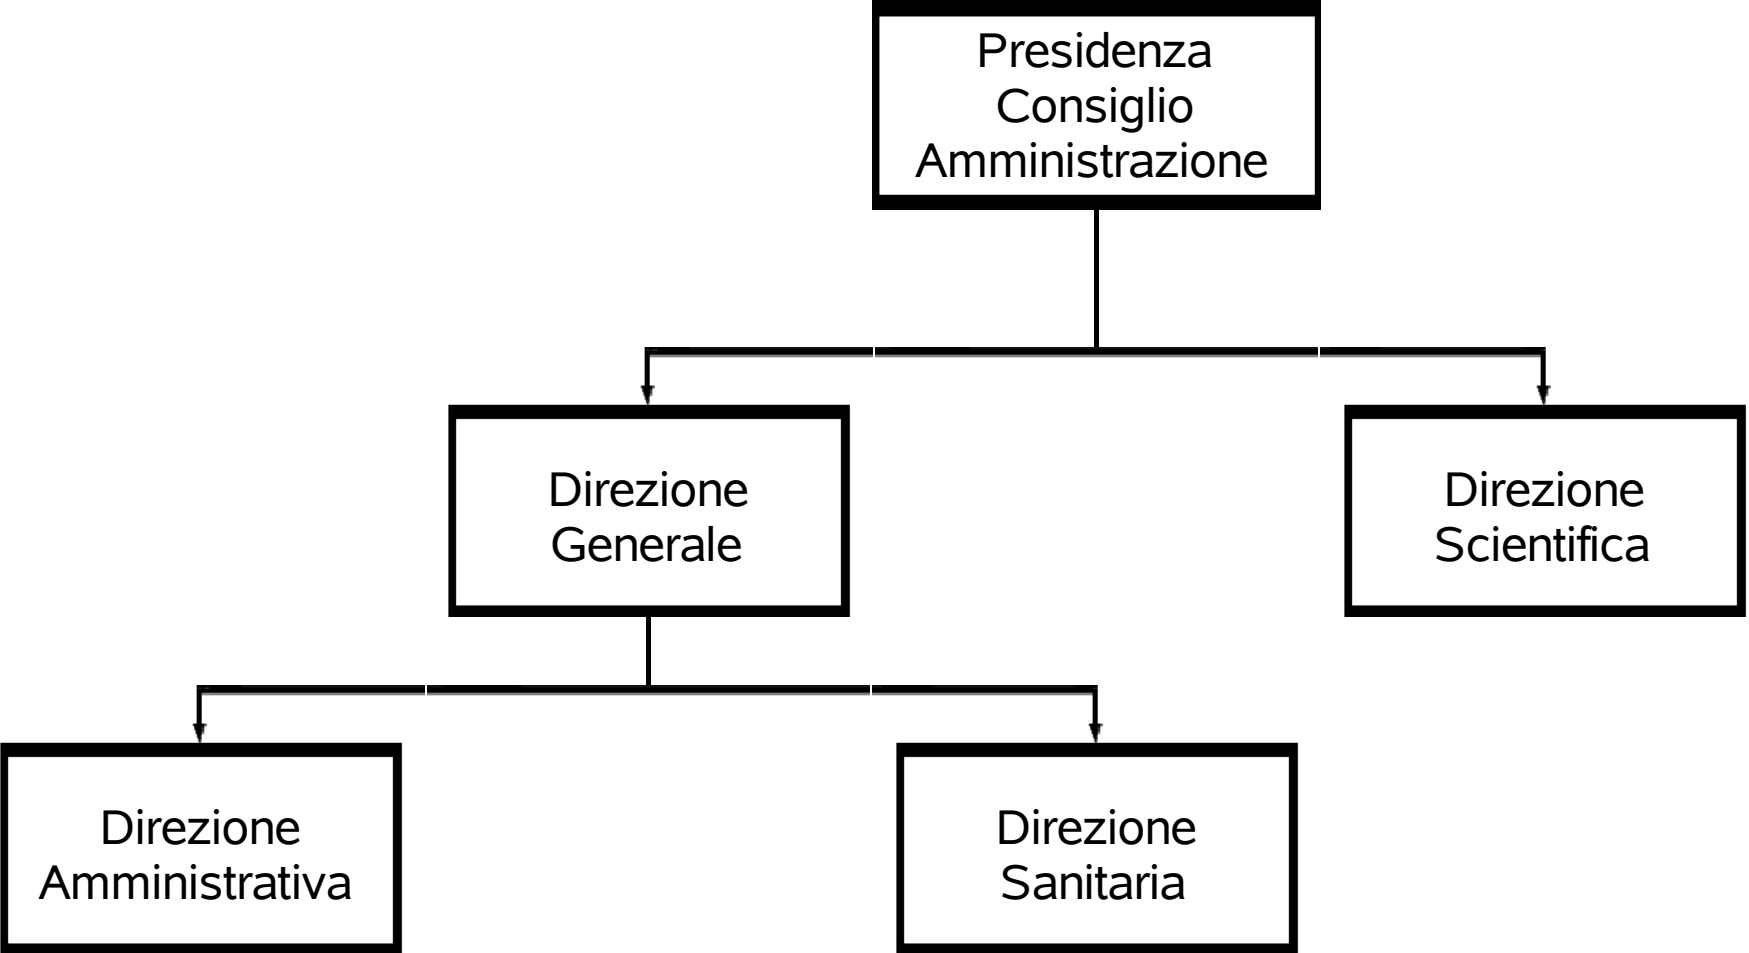 Presidenza
Consiglio
Amministrazione
Direzione
Generale
Direzione
Scientifica
Direzione
Amministrativa
Direzione
Sanitaria